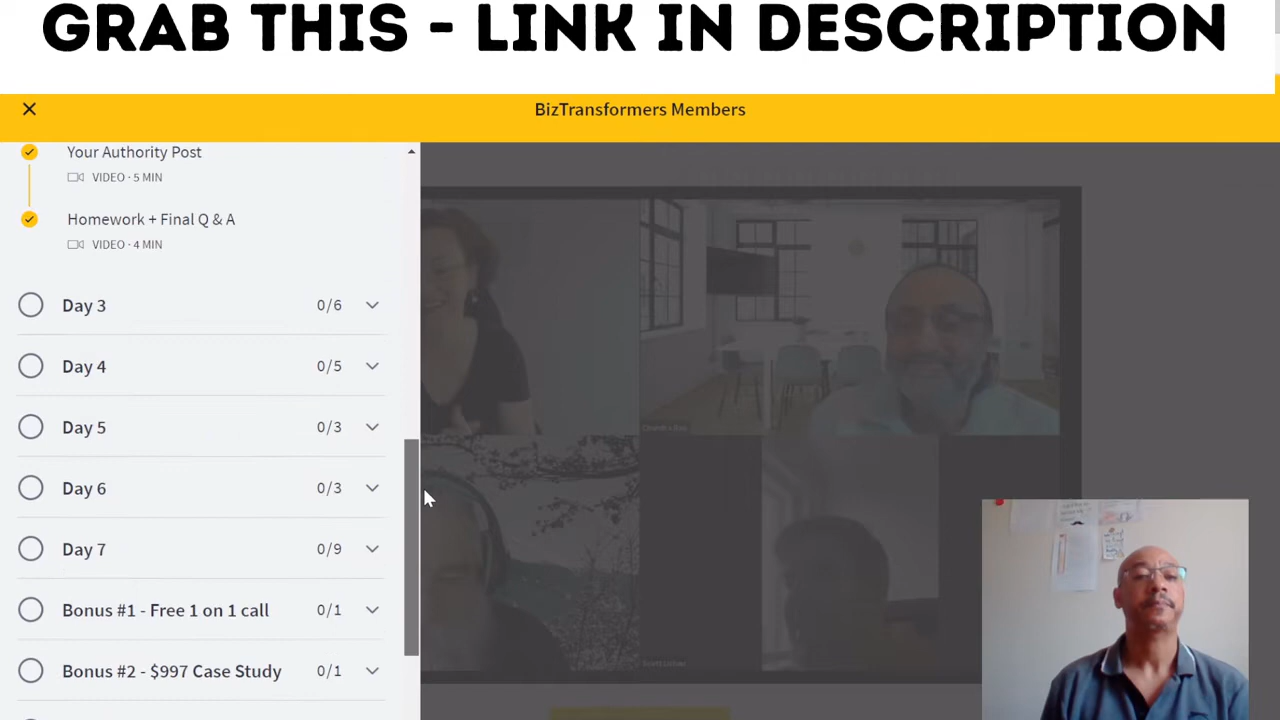 GRAB THIS - LINK IN DESCRIPTION
BizTransformers Members
Your Authority Post
VIDEO · 5 MIN
Homework + Final Q & A
VIDEO · 4 MIN
Day 3 0/6
Day 4 0/5
Day 5 0/3
Day 6 0/3
Day 7 0/9
Bonus #1 - Free 1 on 1 call 0/1
Bonus #2 - $997 Case Study 0/1